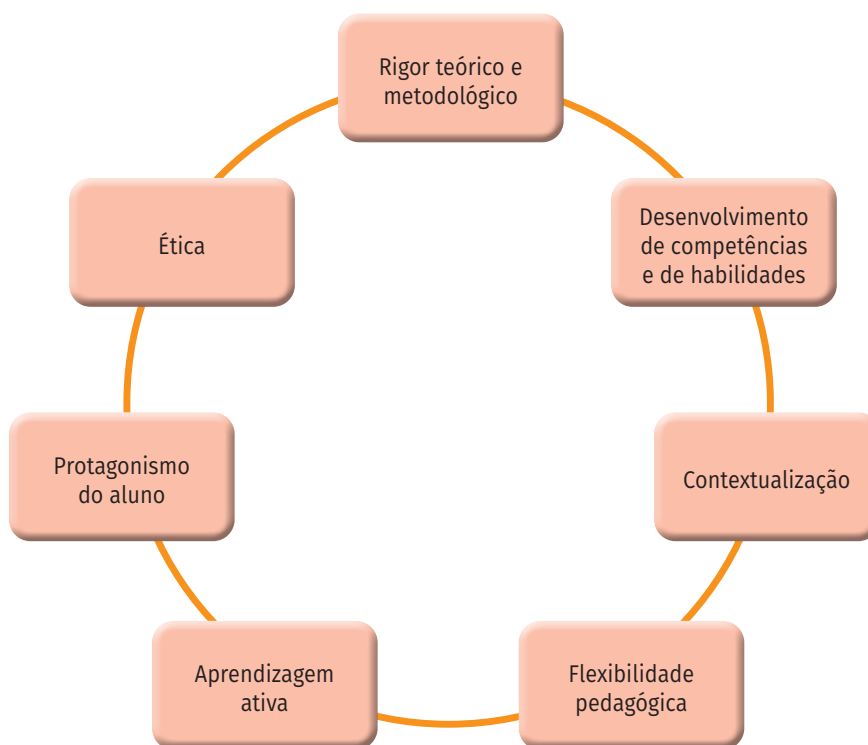 Rigor teórico e
metodológico
Desenvolvimento
de competências
e de habilidades
Contextualização
Flexibilidade
pedagógica
Aprendizagem
ativa
Protagonismo
do aluno
Ética